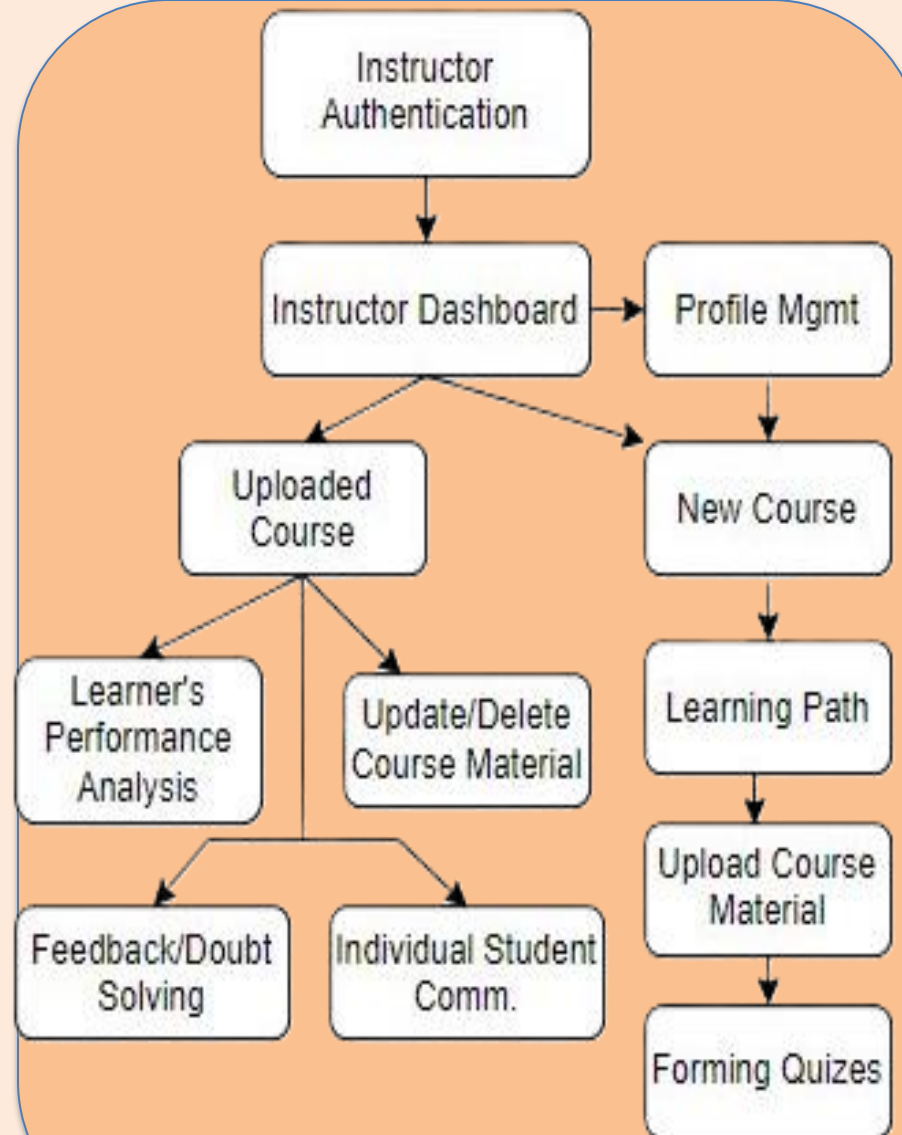 Instructor
Authentication
Instructor Dashboard
Profile Mgmt
Uploaded
Course
New Course
Learner's
Performance
Analysis
Update/Delete
Course Material
Learning Path
Upload Course
Material
Feedback/Doubt
Solving
Individual Student
Comm.
Forming Quizes